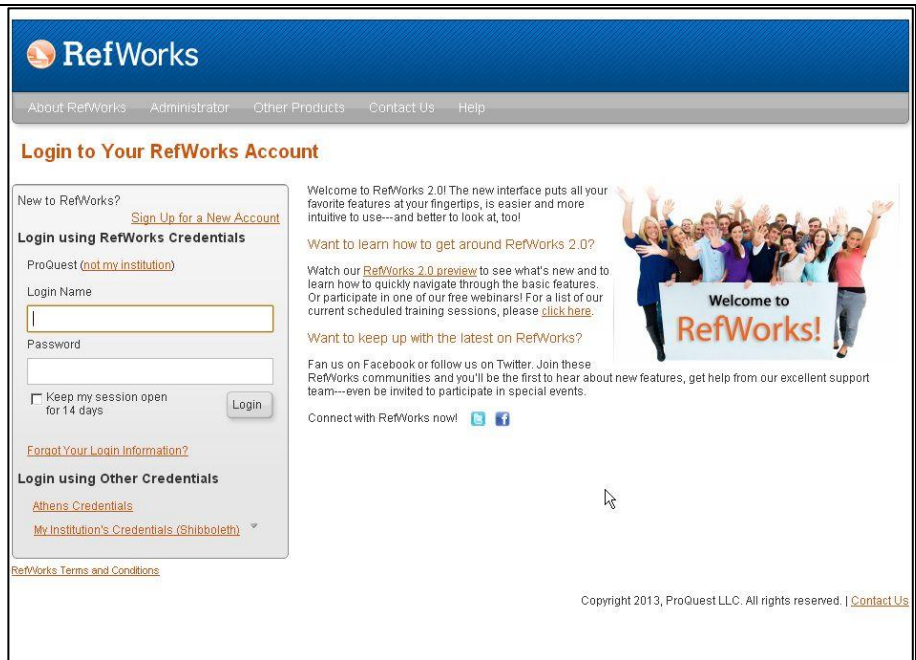 RefWorks
About RefWorks Administrator Other Products Contact Us Help
Login to Your RefWorks Account
New to RefWorks?
Sign Up for a New Account
Login using RefWorks Credentials
ProQuest (not my institution)
Login Name
Password
Keep my session open
for 14 days
Login
Forgot Your Login Information?
Login using Other Credentials
Athens Credentials
My Institution's Credentials (Shibboleth)
RefWorks Terms and Conditions
Welcome to RefWorks 2.0! The new interface puts all your
favorite features at your fingertips, is easier and more
intuitive to use---and better to look at, too!
Want to learn how to get around RefWorks 2.0?
Watch our RefWorks 2.0 preview to see what's new and to
learn how to quickly navigate through the basic features.
Or participate in one of our free webinars! For a list of our
current scheduled training sessions, please click here.
Want to keep up with the latest on RefWorks?
Fan us on Facebook or follow us on Twitter. Join these
RefWorks communities and you'll be the first to hear about new features, get help from our excellent support
team---even be invited to participate in special events.
Connect with RefWorks now!
Welcome to
RefWorks!
Copyright 2013, ProQuest LLC. All rights reserved. | Contact Us